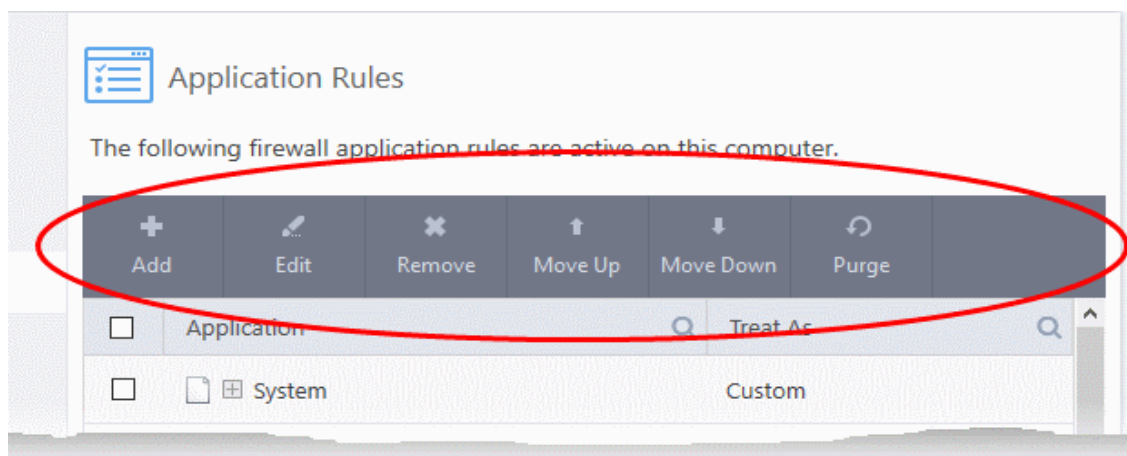 Application Rules
The following firewall application rules are active on this computer.
Add Edit Remove Move Up Move Down Purge
Application Treat As
System Custom